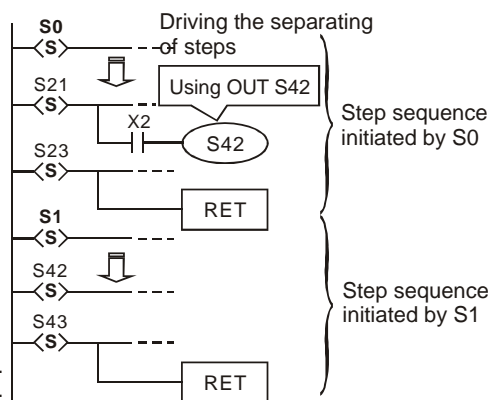 Driving the separating
of steps
S0
S
S21
S
Using OUT S42
X2
S42
S23
S
RET
Step sequence
initiated by S0
S1
S
S42
S
S43
S
RET
Step sequence
initiated by S1